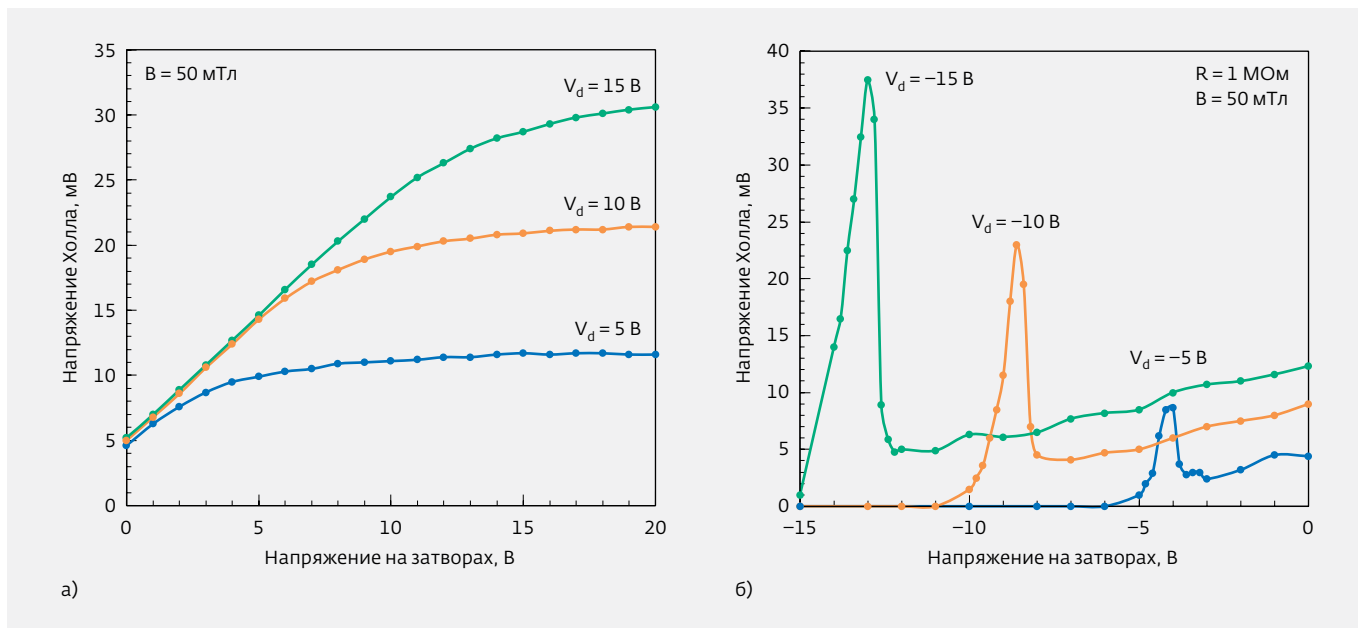 35
30
25
20
15
10
5
0
Напряжение Холла, мВ
B = 50 мТл
V_d = 15 В
V_d = 10 В
V_d = 5 В
0 5 10 15 20
Напряжение на затворах, В
а)
40
35
30
25
20
15
10
5
0
Напряжение Холла, мВ
V_d = −15 В
R = 1 МОм
B = 50 мТл
V_d = −10 В
V_d = −5 В
−15 −10 −5 0
Напряжение на затворах, В
б)